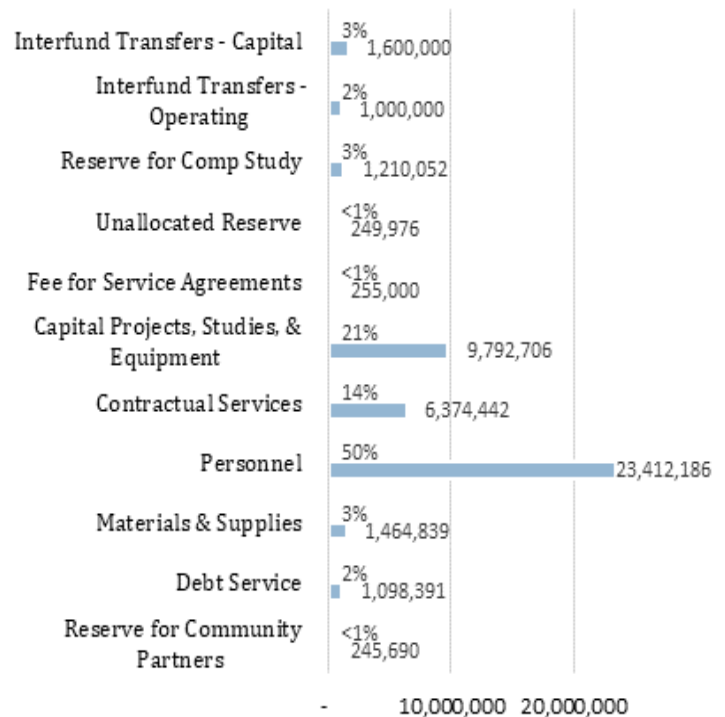 3%
Interfund Transfers - Capital
1,600,000
Interfund Transfers -
Operating
2%
1,000,000
3%
Reserve for Comp Study
1,210,052
<1%
Unallocated Reserve
249,976
<1%
Fee for Service Agreements
255,000
Capital Projects, Studies, &
Equipment
21%
9,792,706
14%
Contractual Services
6,374,442
50%
Personnel
23,412,186
3%
Materials & Supplies
1,464,839
2%
Debt Service
1,098,391
Reserve for Community
Partners
<1%
245,690
- 10,000,000 20,000,000